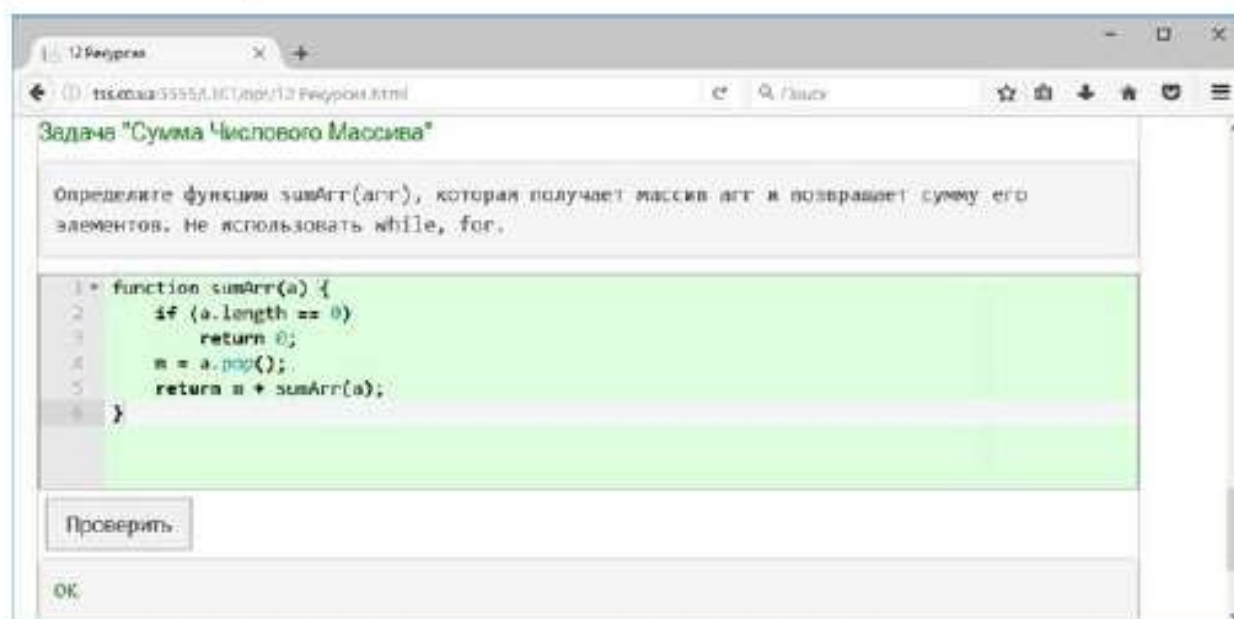 12 Рекурсия
Задача "Сумма Числового Массива"
Определите функцию sumArr(arr), которая получает массив arr и возвращает сумму его
элементов. Не использовать while, for.
1 function sumArr(a) {
2 if (a.length == 0)
3 return 0;
4 m = a.pop();
5 return m + sumArr(a);
6 }
Проверить
OK